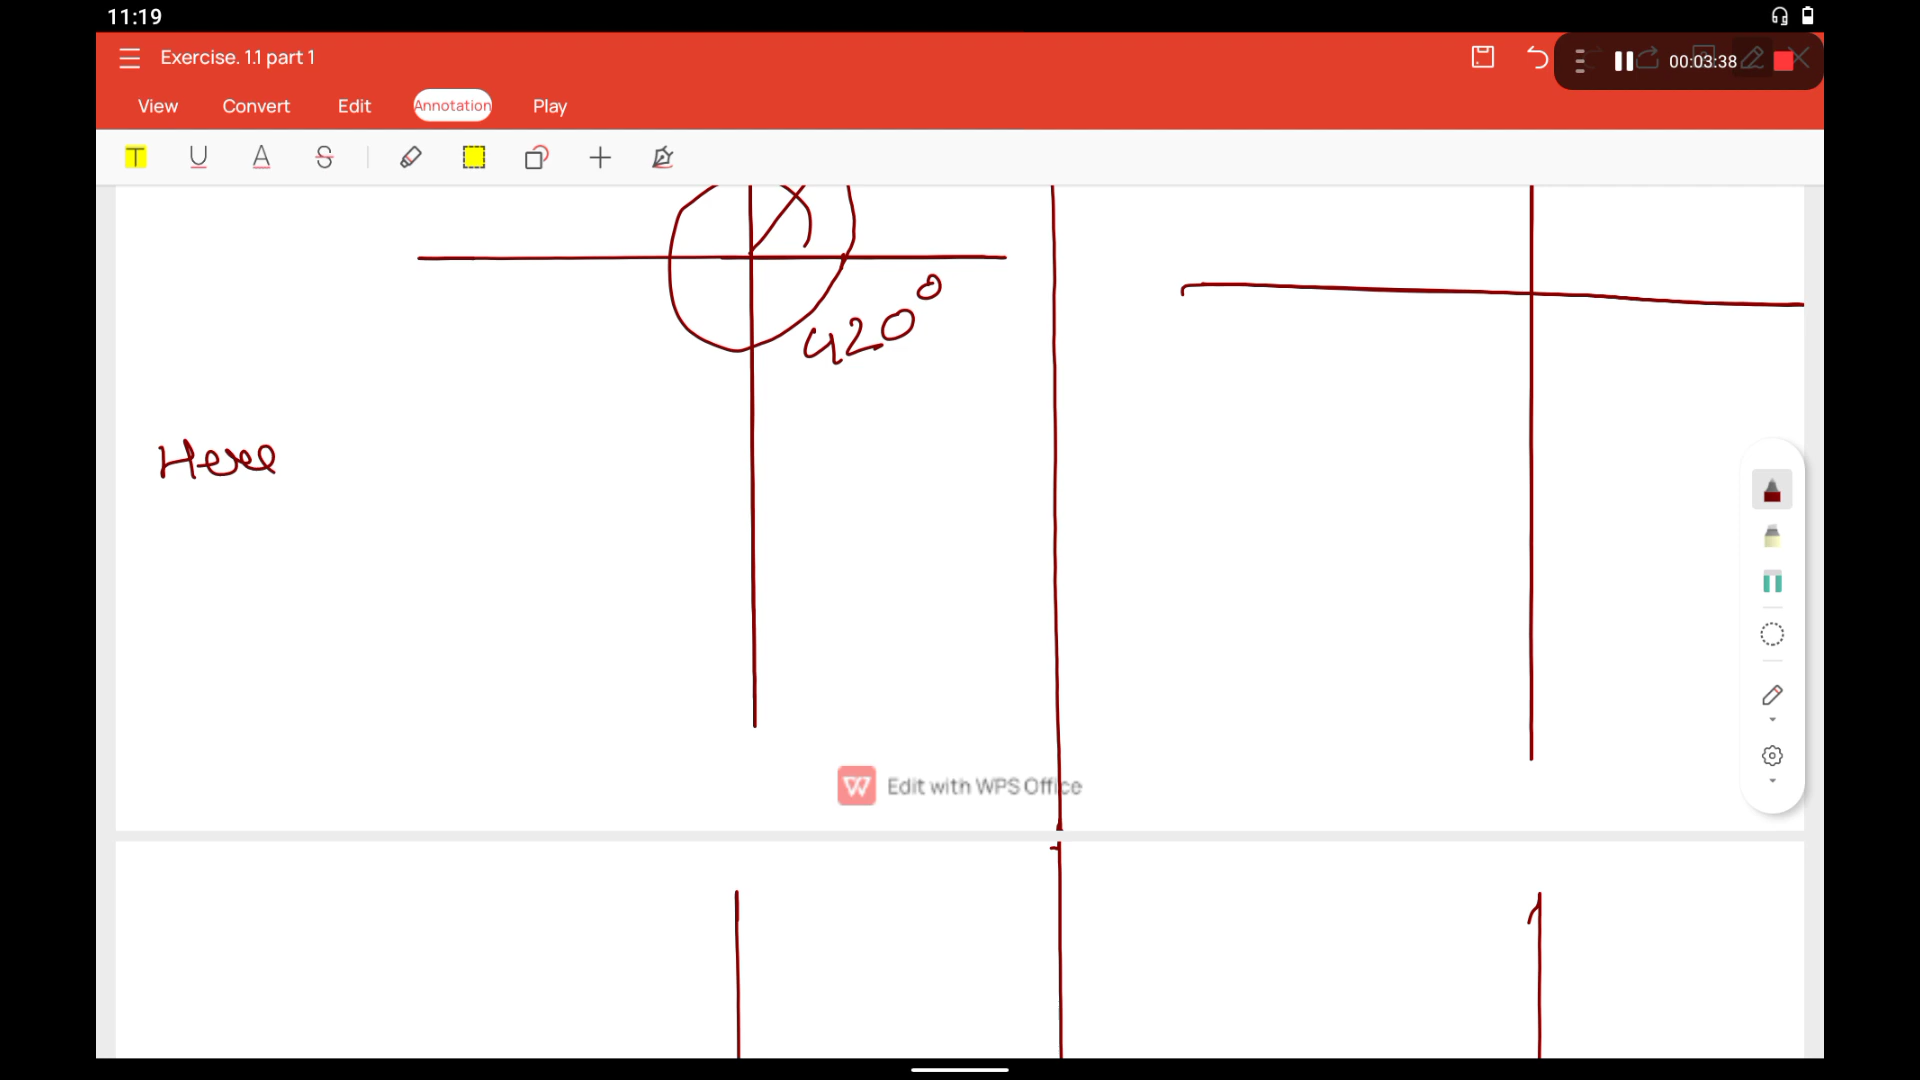 11:19
Exercise. 1.1 part 1
00:03:38
View Convert Edit Annotation Play
T U A S
420°
Here
Edit with WPS Office